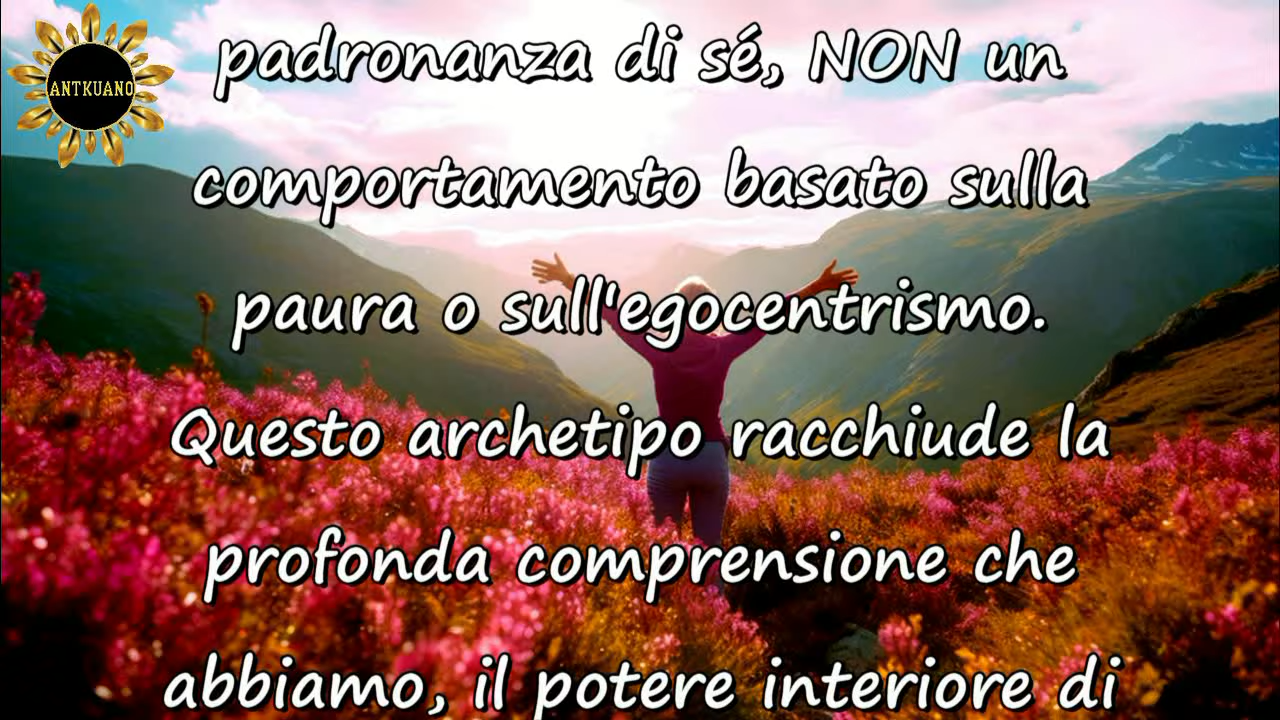 ANTKUANO
padronanza di sé, NON un
comportamento basato sulla
paura o sull'egocentrismo.
Questo archetipo racchiude la
profonda comprensione che
abbiamo, il potere interiore di